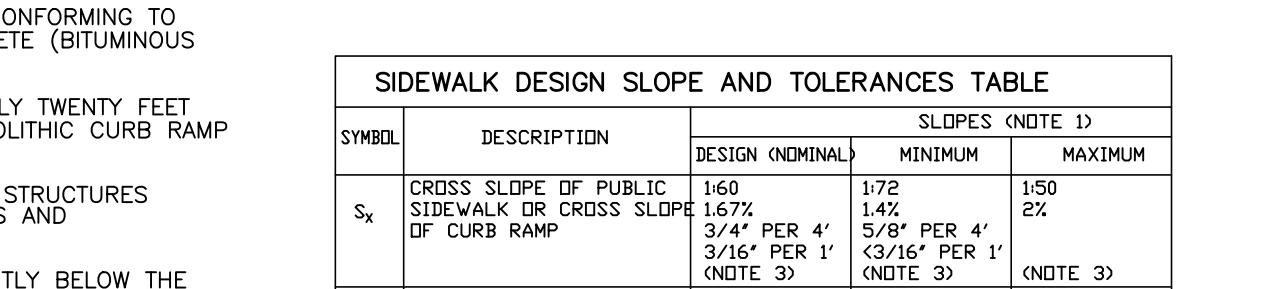 ONFORMING TO
ETE (BITUMINOUS
LY TWENTY FEET
OLITHIC CURB RAMP
STRUCTURES
S AND
TLY BELOW THE
SIDEWALK DESIGN SLOPE AND TOLERANCES TABLE
SYMBOL DESCRIPTION SLOPES (NOTE 1)
DESIGN (NOMINAL) MINIMUM MAXIMUM
CROSS SLOPE OF PUBLIC 1:60 1:72 1:50
Sx SIDEWALK OR CROSS SLOPE 1.67% 1.4% 2%
OF CURB RAMP 3/4" PER 4' 5/8" PER 4'
3/16" PER 1' <3/16" PER 1'
(NOTE 3) (NOTE 3) (NOTE 3)